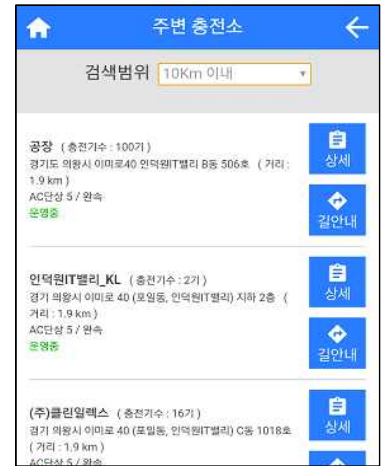 주변 충전소
검색범위 10Km 이내
공장 ( 충전기수 : 100기 )
경기도 의왕시 이미로40 인덕원IT밸리 B동 506호 ( 거리 :
1.9 km )
AC단상 5 / 완속
운영중
상세
길안내
인덕원IT밸리_KL ( 충전기수 : 2기 )
경기 의왕시 이미로 40 (포일동, 인덕원IT밸리) 지하 2층 (
거리 : 1.9 km )
AC단상 5 / 완속
운영중
상세
길안내
(주)클린일렉스 ( 충전기수 : 16기 )
경기 의왕시 이미로 40 (포일동, 인덕원IT밸리) C동 1018호
( 거리 : 1.9 km )
AC단상 5 / 완속
상세